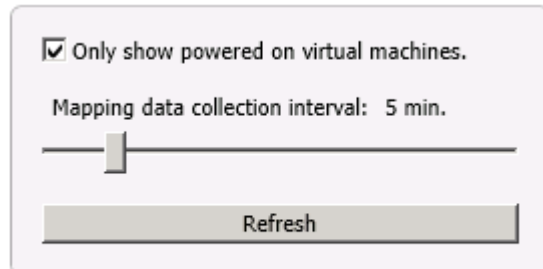 Only show powered on virtual machines.
Mapping data collection interval: 5 min.
Refresh